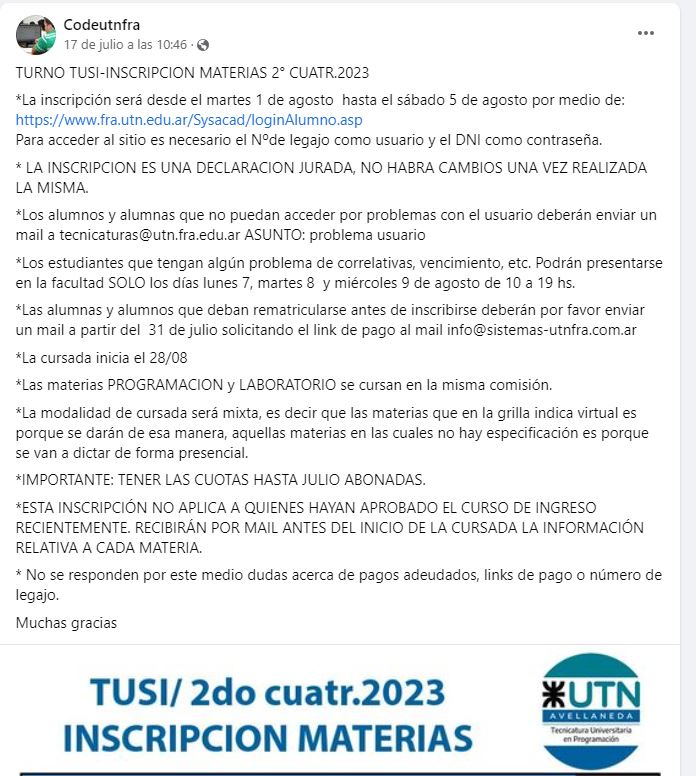 Codeutnfra
17 de julio a las 10:46 ·
TURNO TUSI-INSCRIPCION MATERIAS 2° CUATR.2023
*La inscripción será desde el martes 1 de agosto hasta el sábado 5 de agosto por medio de:
https://www.fra.utn.edu.ar/Sysacad/loginAlumno.asp
Para acceder al sitio es necesario el Nºde legajo como usuario y el DNI como contraseña.
* LA INSCRIPCION ES UNA DECLARACION JURADA, NO HABRA CAMBIOS UNA VEZ REALIZADA
LA MISMA.
*Los alumnos y alumnas que no puedan acceder por problemas con el usuario deberán enviar un
mail a tecnicaturas@utn.fra.edu.ar ASUNTO: problema usuario
*Los estudiantes que tengan algún problema de correlativas, vencimiento, etc. Podrán presentarse
en la facultad SOLO los días lunes 7, martes 8 y miércoles 9 de agosto de 10 a 19 hs.
*Las alumnas y alumnos que deban rematricularse antes de inscribirse deberán por favor enviar
un mail a partir del 31 de julio solicitando el link de pago al mail info@sistemas-utnfra.com.ar
*La cursada inicia el 28/08
*Las materias PROGRAMACION y LABORATORIO se cursan en la misma comisión.
*La modalidad de cursada será mixta, es decir que las materias que en la grilla indica virtual es
porque se darán de esa manera, aquellas materias en las cuales no hay especificación es porque
se van a dictar de forma presencial.
*IMPORTANTE: TENER LAS CUOTAS HASTA JULIO ABONADAS.
*ESTA INSCRIPCIÓN NO APLICA A QUIENES HAYAN APROBADO EL CURSO DE INGRESO
RECIENTEMENTE. RECIBIRÁN POR MAIL ANTES DEL INICIO DE LA CURSADA LA INFORMACIÓN
RELATIVA A CADA MATERIA.
* No se responden por este medio dudas acerca de pagos adeudados, links de pago o número de
legajo.
Muchas gracias
TUSI/ 2do cuatr.2023
INSCRIPCION MATERIAS
UTN
AVELLANEDA
Tecnicatura Universitaria
en Programación